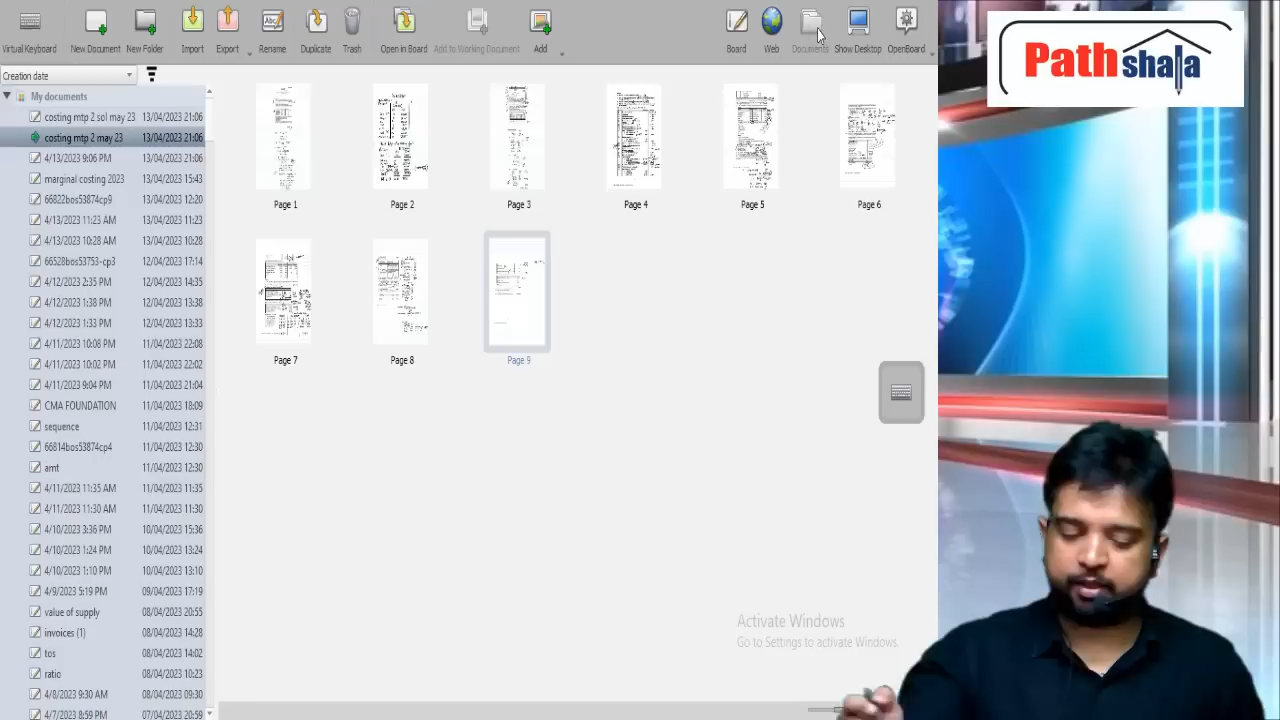 Virtual Keyboard
New Document
New Folder
Import
Export
Duplicate
Trash
Open in Board
Add to Working Document
Add
Board
Web
Documents
Show Desktop
OpenBoard
Path
shala
Creation date
My documents
costing mtp 2 sol may 23
costing mtp 2 may 23 13/04/2023 21:06
4/13/2023 9:06 PM 13/04/2023 21:06
marginal costing 2023 13/04/2023 15:43
66822bos53874cp9 13/04/2023 13:20
4/13/2023 11:23 AM 13/04/2023 11:23
4/13/2023 10:28 AM 13/04/2023 10:28
66528bos53753-cp3 12/04/2023 17:14
4/12/2023 2:35 PM 12/04/2023 14:35
4/12/2023 1:38 PM 12/04/2023 13:38
4/12/2023 1:33 PM 12/04/2023 13:33
4/11/2023 10:08 PM 11/04/2023 22:08
4/11/2023 10:02 PM 11/04/2023 22:02
4/11/2023 9:04 PM 11/04/2023 21:04
CMA FOUNDATION 11/04/2023 18:09
sequence 11/04/2023 12:31
66814bos53874cp4 11/04/2023 12:30
amt 11/04/2023 12:30
4/11/2023 11:35 AM 11/04/2023 11:35
4/11/2023 11:30 AM 11/04/2023 11:30
4/10/2023 3:36 PM 10/04/2023 15:36
4/10/2023 1:24 PM 10/04/2023 13:24
4/10/2023 1:10 PM 10/04/2023 13:10
4/9/2023 5:19 PM 09/04/2023 17:19
value of supply 08/04/2023 20:55
invoices (1) 08/04/2023 14:28
tos
ratio 08/04/2023 10:23
4/8/2023 9:30 AM 08/04/2023 09:30
4/7/2023 8:59 PM 07/04/2023 20:59
Page 1
Page 2
Page 3
Page 4
Page 5
Page 6
Page 7
Page 8
Page 9
Activate Windows
Go to Settings to activate Windows.